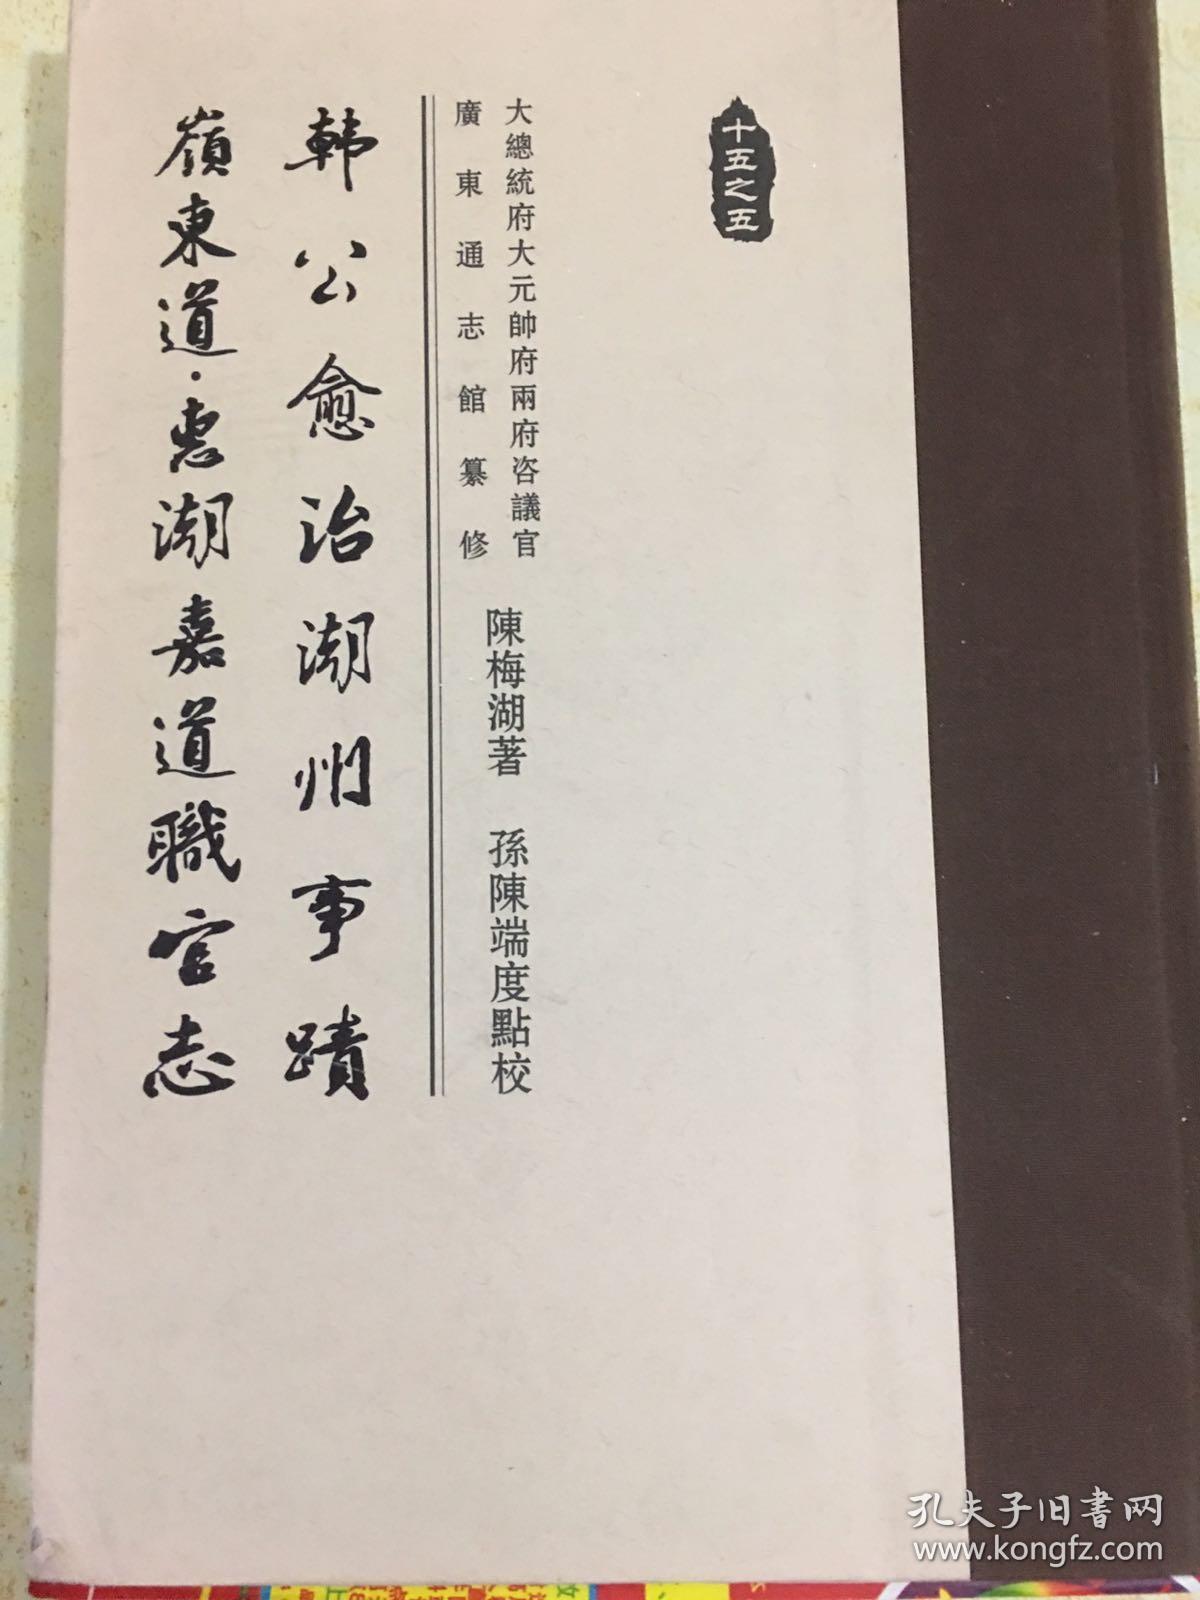 十五之五
大總統府大元帥府兩府咨議官
廣東通志館纂修
陳梅湖著 孫陳端度點校
韩公愈治潮州事蹟
嶺東道·惠潮嘉道職官志
孔夫子旧书网
www.kongfz.com